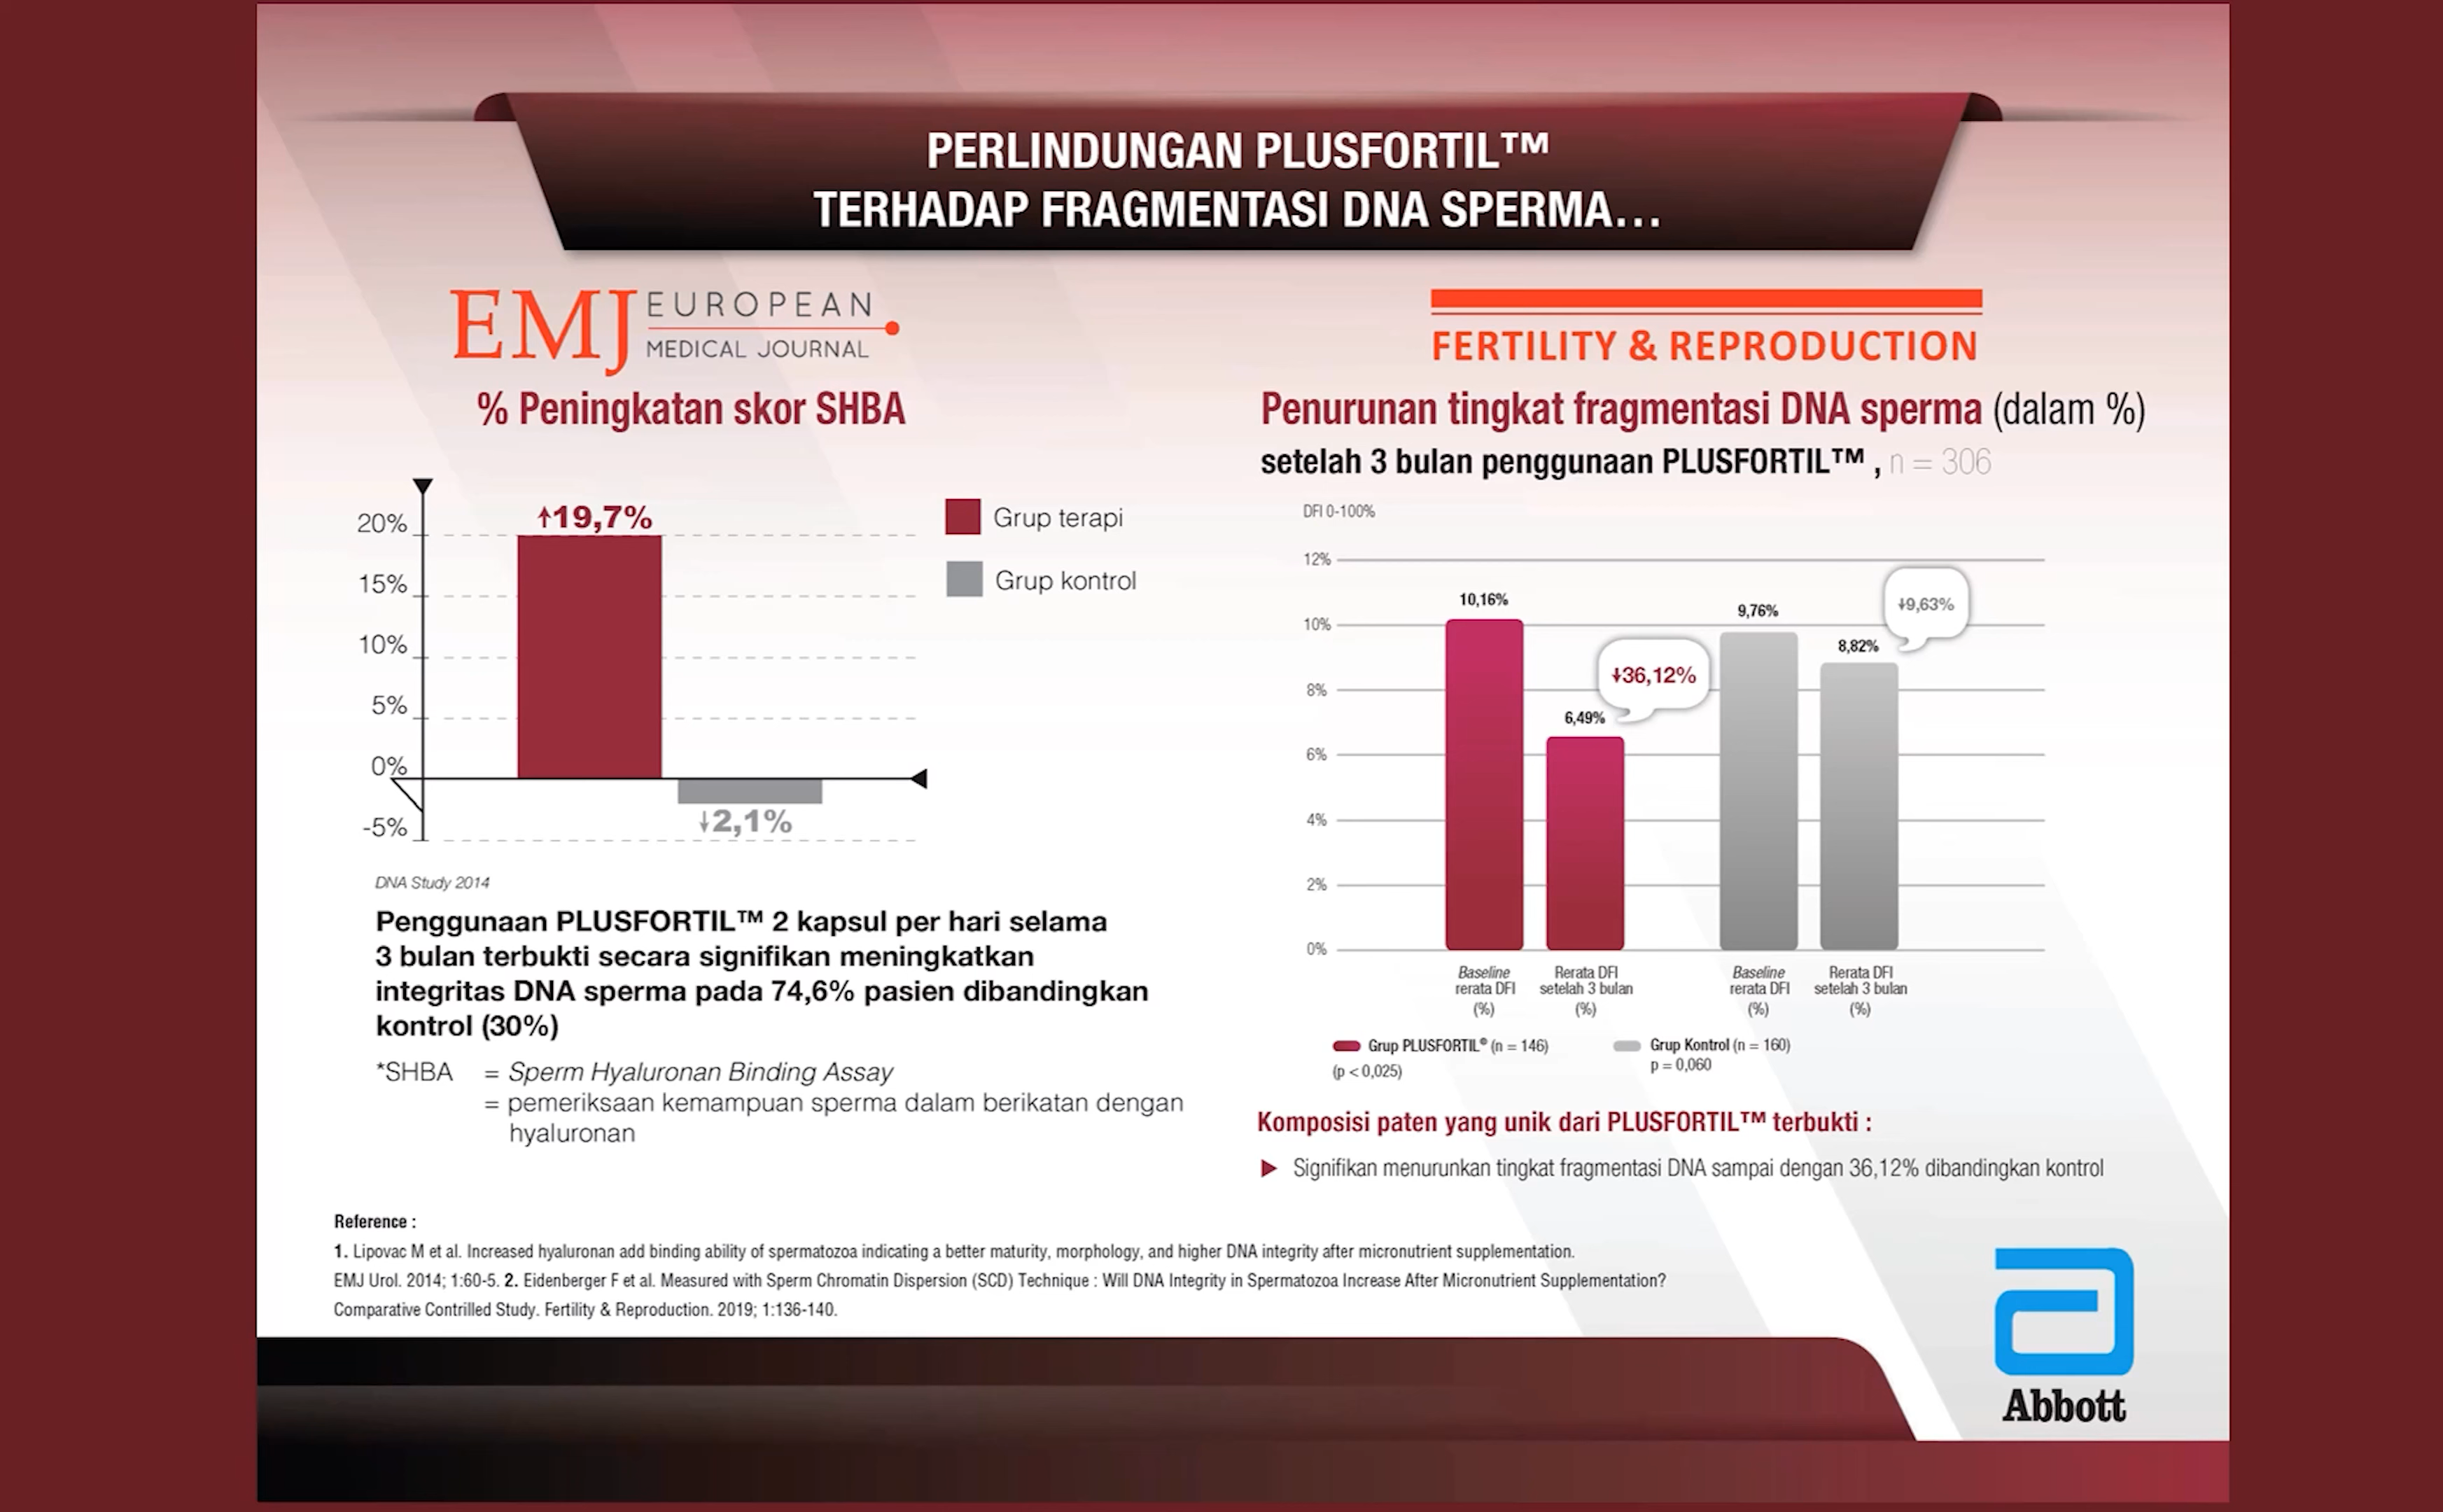 PERLINDUNGAN PLUSFORTIL™
TERHADAP FRAGMENTASI DNA SPERMA...
EMJ EUROPEAN
MEDICAL JOURNAL
% Peningkatan skor SHBA
20%
15%
10%
5%
0%
-5%
↑19,7%
↓2,1%
Grup terapi
Grup kontrol
DNA Study 2014
Penggunaan PLUSFORTIL™ 2 kapsul per hari selama
3 bulan terbukti secara signifikan meningkatkan
integritas DNA sperma pada 74,6% pasien dibandingkan
kontrol (30%)
*SHBA = Sperm Hyaluronan Binding Assay
= pemeriksaan kemampuan sperma dalam berikatan dengan
hyaluronan
FERTILITY & REPRODUCTION
Penurunan tingkat fragmentasi DNA sperma (dalam %)
setelah 3 bulan penggunaan PLUSFORTIL™ , n = 306
DFI 0-100%
12%
10%
8%
6%
4%
2%
0%
10,16%
6,49%
↓36,12%
9,76%
8,82%
↓9,63%
Baseline
rerata DFI
(%)
Rerata DFI
setelah 3 bulan
(%)
Baseline
rerata DFI
(%)
Rerata DFI
setelah 3 bulan
(%)
Grup PLUSFORTIL® (n = 146)
(p < 0,025)
Grup Kontrol (n = 160)
p = 0,060
Komposisi paten yang unik dari PLUSFORTIL™ terbukti :
Signifikan menurunkan tingkat fragmentasi DNA sampai dengan 36,12% dibandingkan kontrol
Reference :
1. Lipovac M et al. Increased hyaluronan add binding ability of spermatozoa indicating a better maturity, morphology, and higher DNA integrity after micronutrient supplementation.
EMJ Urol. 2014; 1:60-5. 2. Eidenberger F et al. Measured with Sperm Chromatin Dispersion (SCD) Technique : Will DNA Integrity in Spermatozoa Increase After Micronutrient Supplementation?
Comparative Contrilled Study. Fertility & Reproduction. 2019; 1:136-140.
Abbott